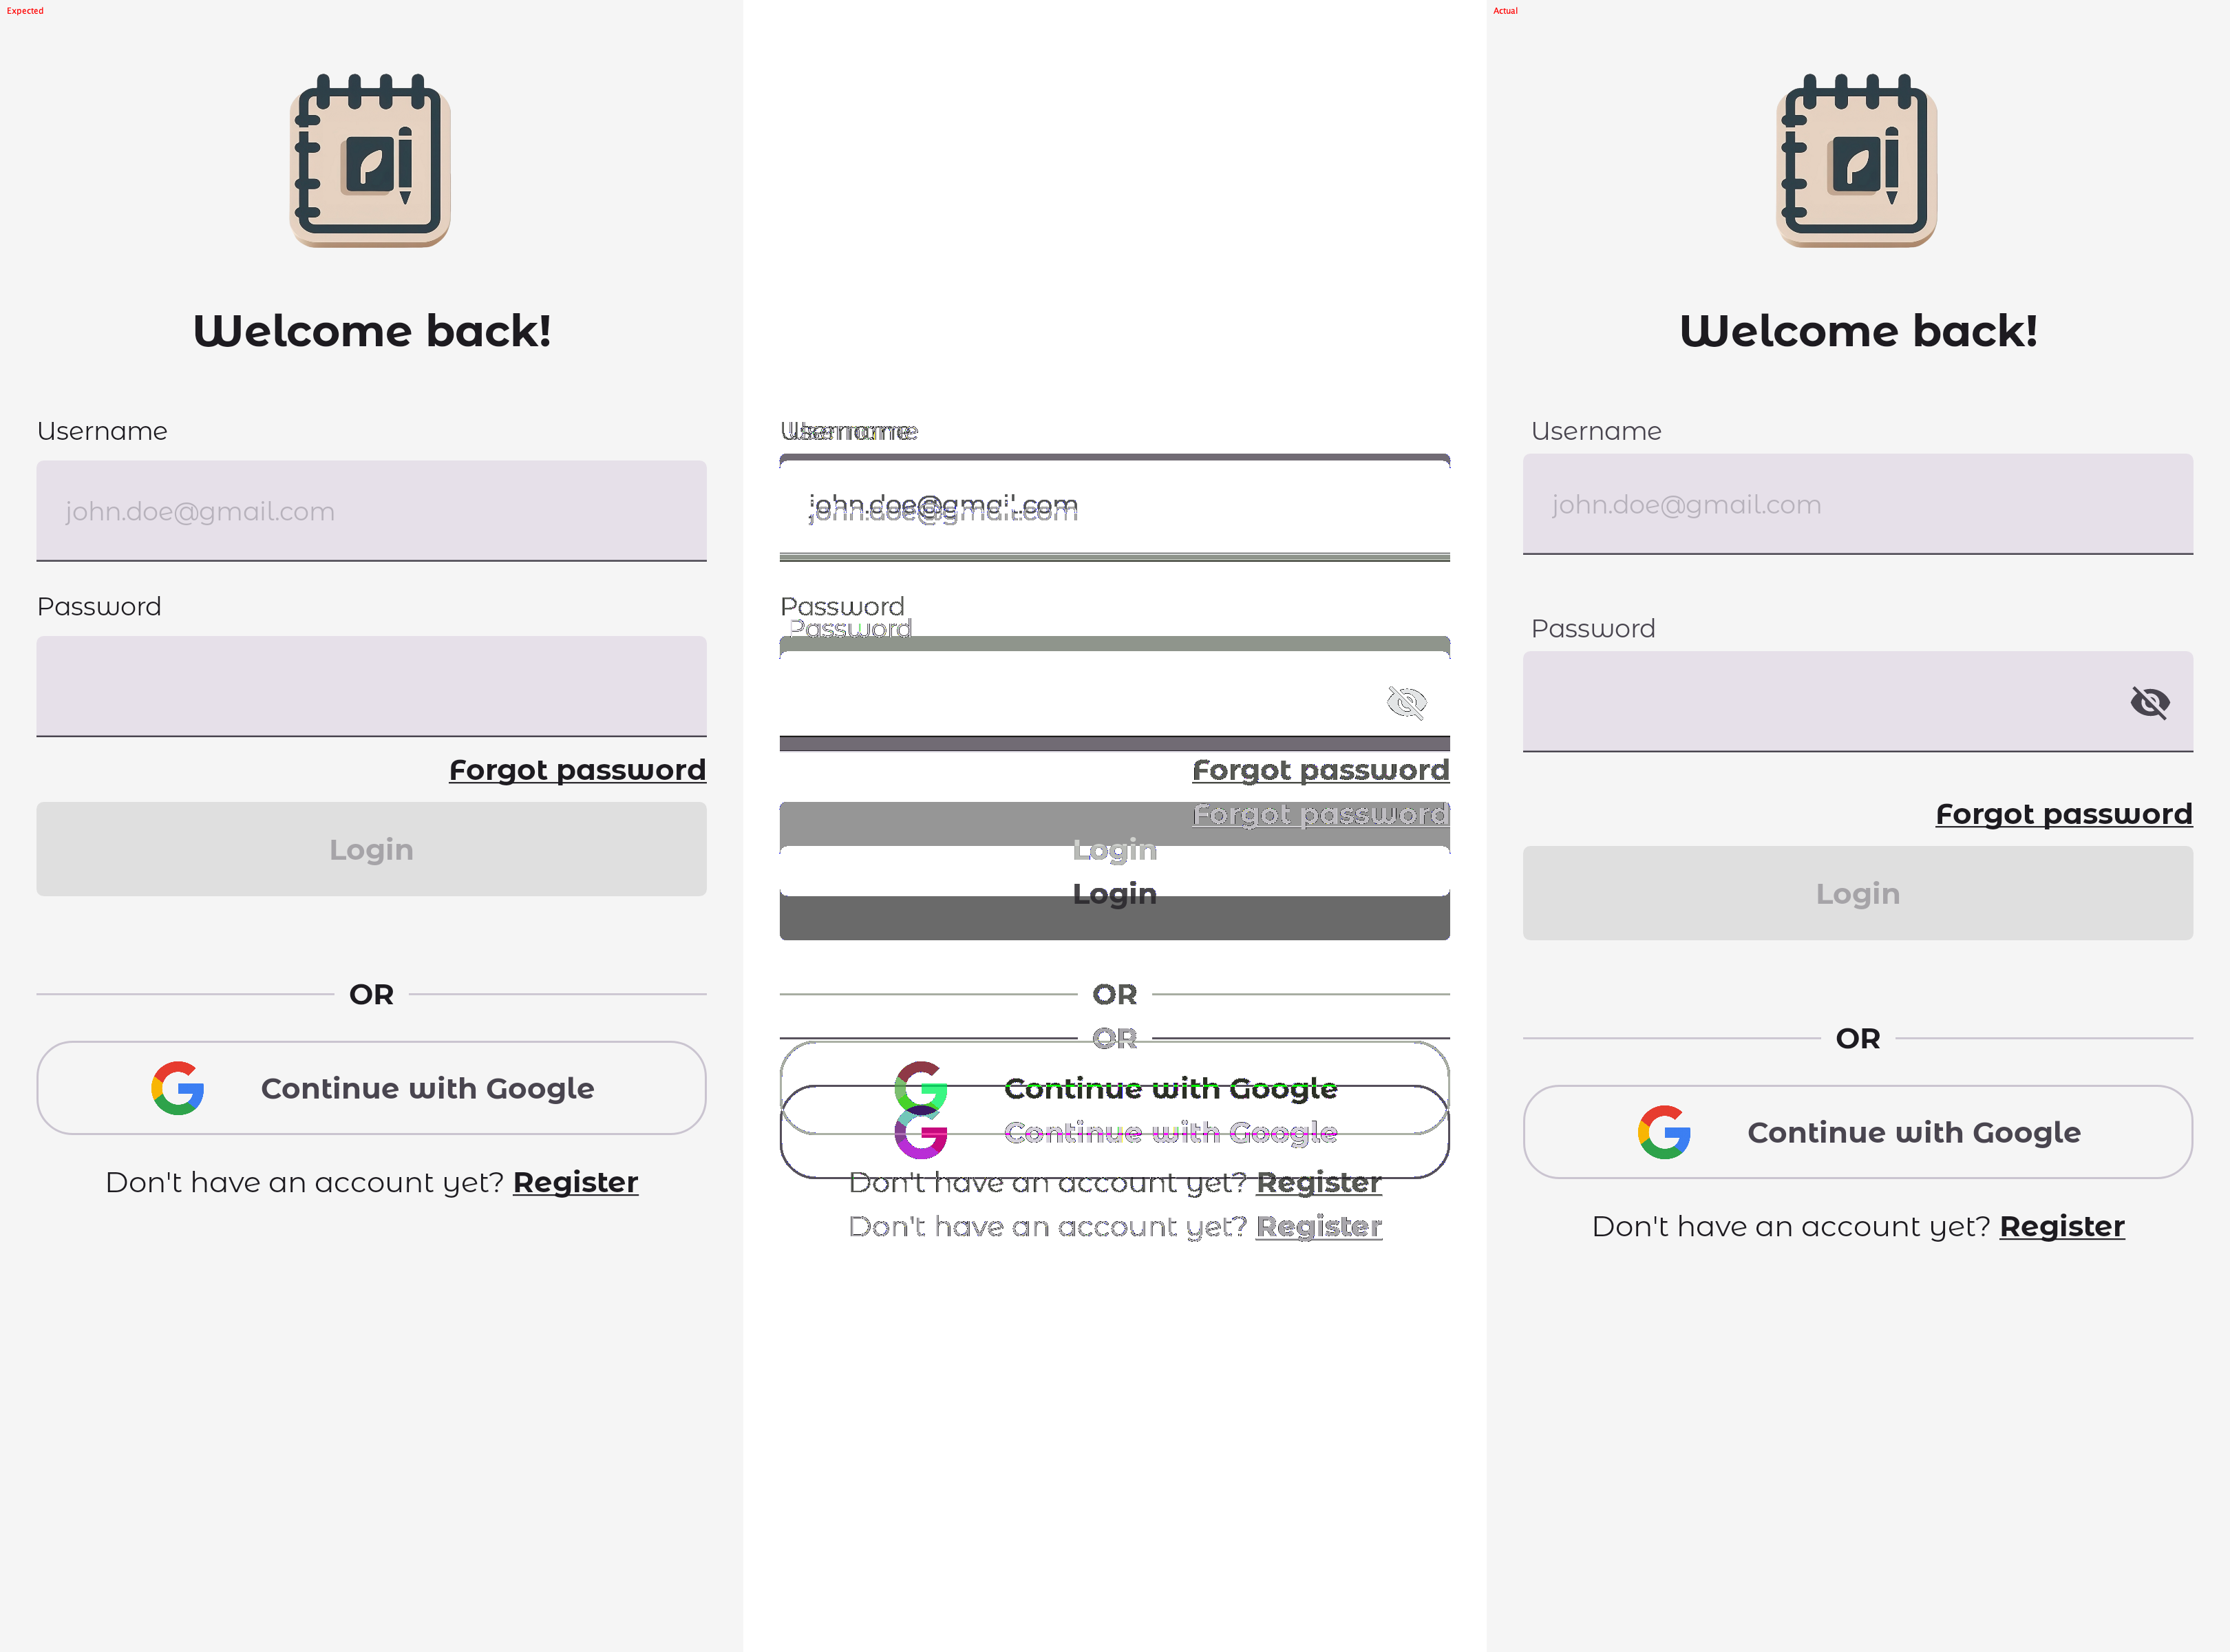 Expected
Welcome back!
Username
john.doe@gmail.com
Password
Forgot password
Login
OR
Continue with Google
Don't have an account yet? Register
Username
john.doe@gmail.com
john.doe@gmail.com
Password
Password
Forgot password
Forgot password
Login
Login
OR
OR
Continue with Google
Continue with Google
Don't have an account yet? Register
Don't have an account yet? Register
Actual
Welcome back!
Username
john.doe@gmail.com
Password
Forgot password
Login
OR
Continue with Google
Don't have an account yet? Register